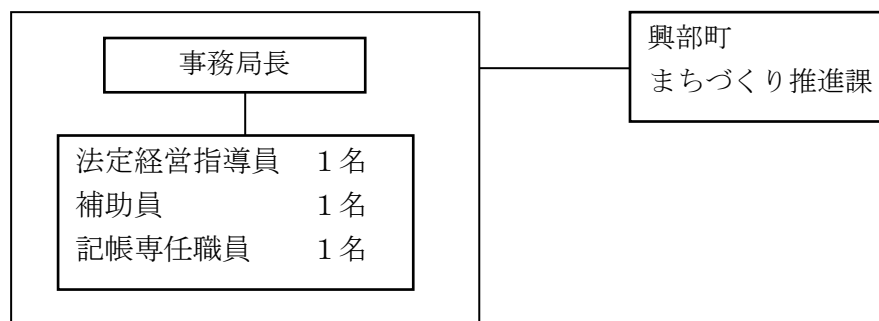 事務局長
法定経営指導員　１名
補助員　１名
記帳専任職員　１名
興部町
まちづくり推進課